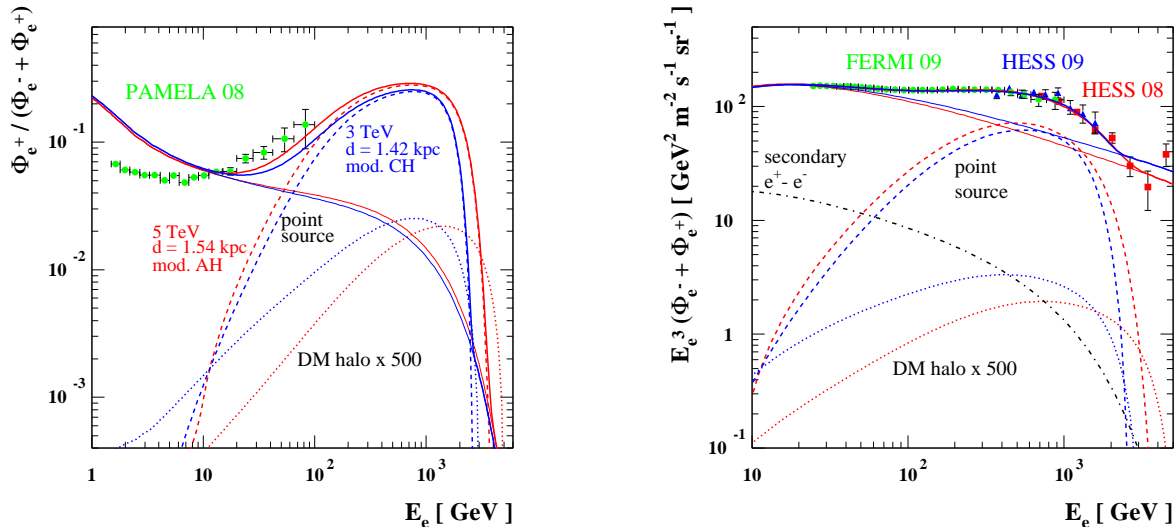 Φe+ / (Φe- + Φe+)
10-1
10-2
10-3
PAMELA 08
3 TeV
d = 1.42 kpc
mod. CH
point
source
5 TeV
d = 1.54 kpc
mod. AH
DM halo x 500
1
10
10²
10³
Ee [ GeV ]
Ee³ (Φe- + Φe+) [ GeV² m-2 s-1 sr-1 ]
10²
10
1
10-1
FERMI 09
HESS 09
HESS 08
secondary
e+- e-
point
source
DM halo x 500
10
10²
10³
Ee [ GeV ]